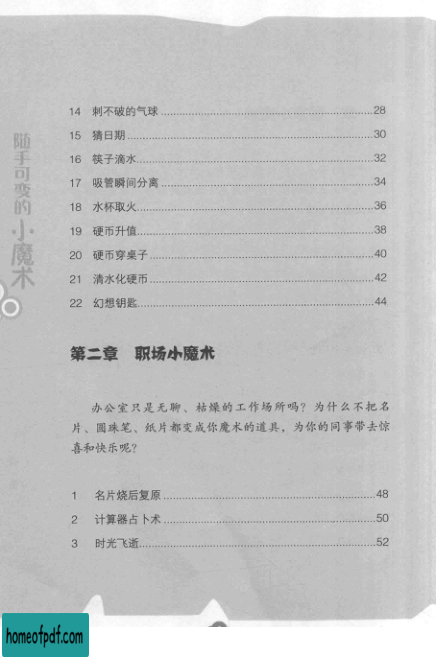 14 刺不破的气球 28
15 猜日期 30
16 筷子滴水 32
17 吸管瞬间分离 34
18 水杯取火 36
19 硬币升值 38
20 硬币穿桌子 40
21 清水化硬币 42
22 幻想钥匙 44
随手可变的小魔术
第二章 职场小魔术
办公室只是无聊、枯燥的工作场所吗？为什么不把名
片、圆珠笔、纸片都变成你魔术的道具，为你的同事带去惊
喜和快乐呢？
1 名片烧后复原 48
2 计算器占卜术 50
3 时光飞逝 52
homeofpdf.com